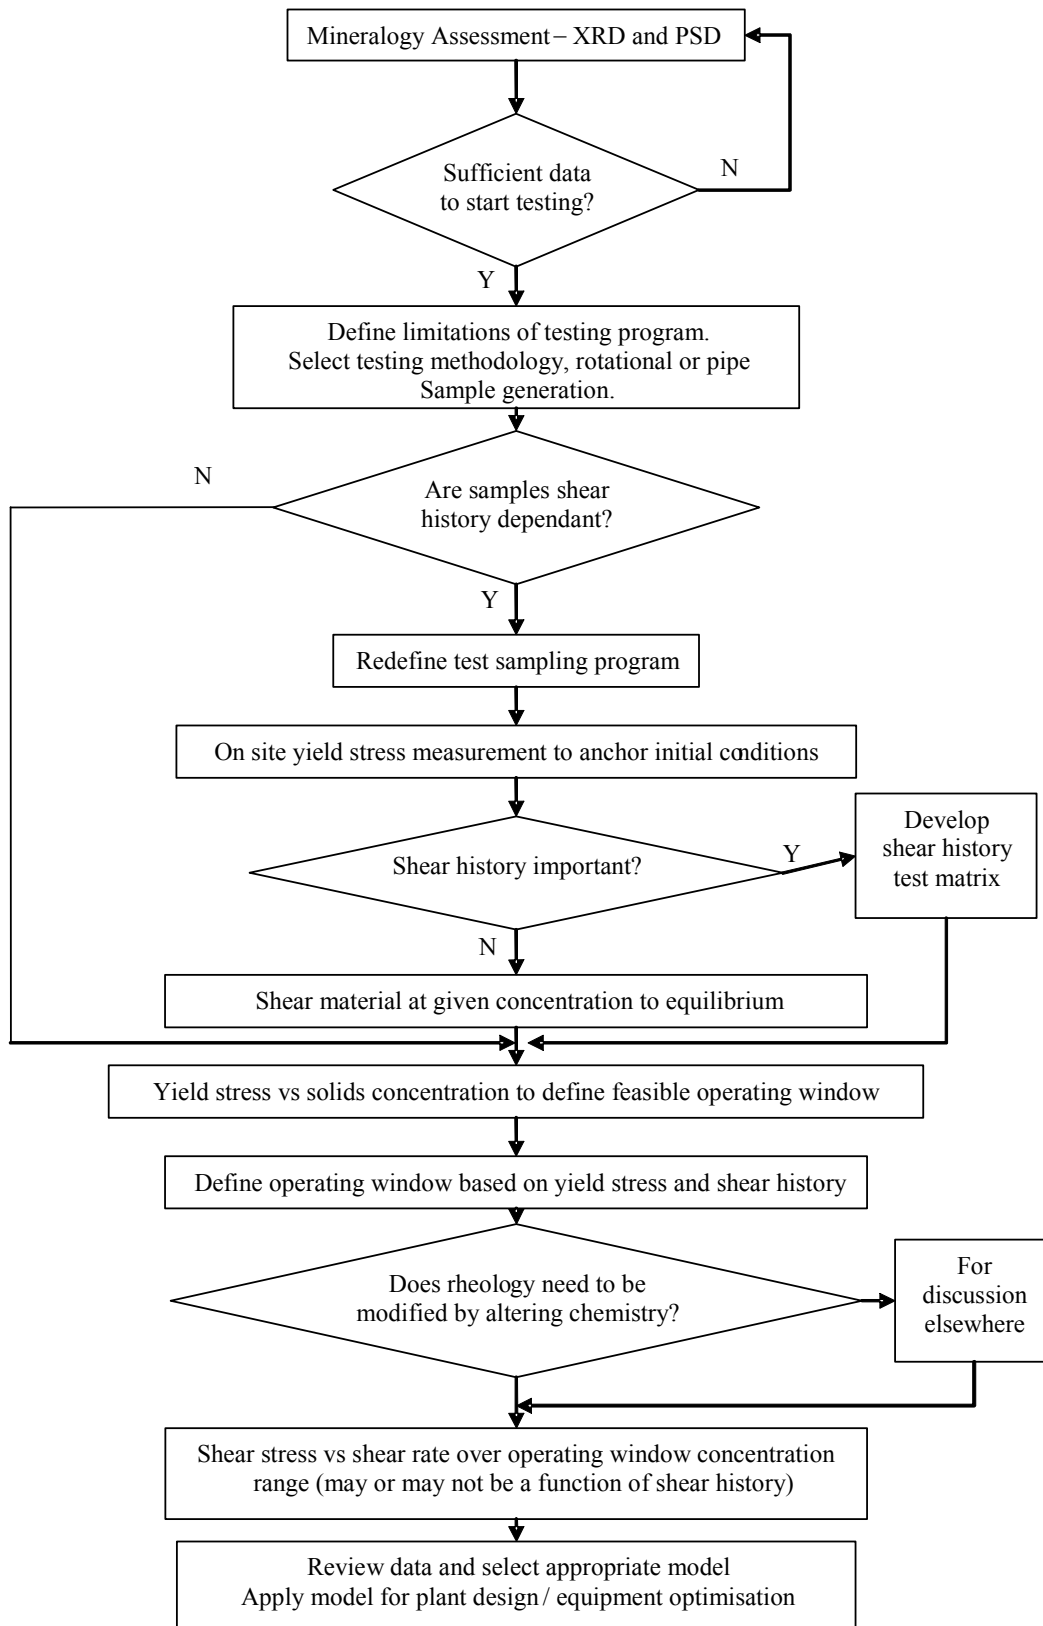 Mineralogy Assessment – XRD and PSD
Sufficient data
to start testing?
N
Y
Define limitations of testing program.
Select testing methodology, rotational or pipe
Sample generation.
N
Are samples shear
history dependant?
Y
Redefine test sampling program
On site yield stress measurement to anchor initial conditions
Shear history important?
Y
Develop
shear history
test matrix
N
Shear material at given concentration to equilibrium
Yield stress vs solids concentration to define feasible operating window
Define operating window based on yield stress and shear history
Does rheology need to be
modified by altering chemistry?
For
discussion
elsewhere
Shear stress vs shear rate over operating window concentration
range (may or may not be a function of shear history)
Review data and select appropriate model
Apply model for plant design / equipment optimisation